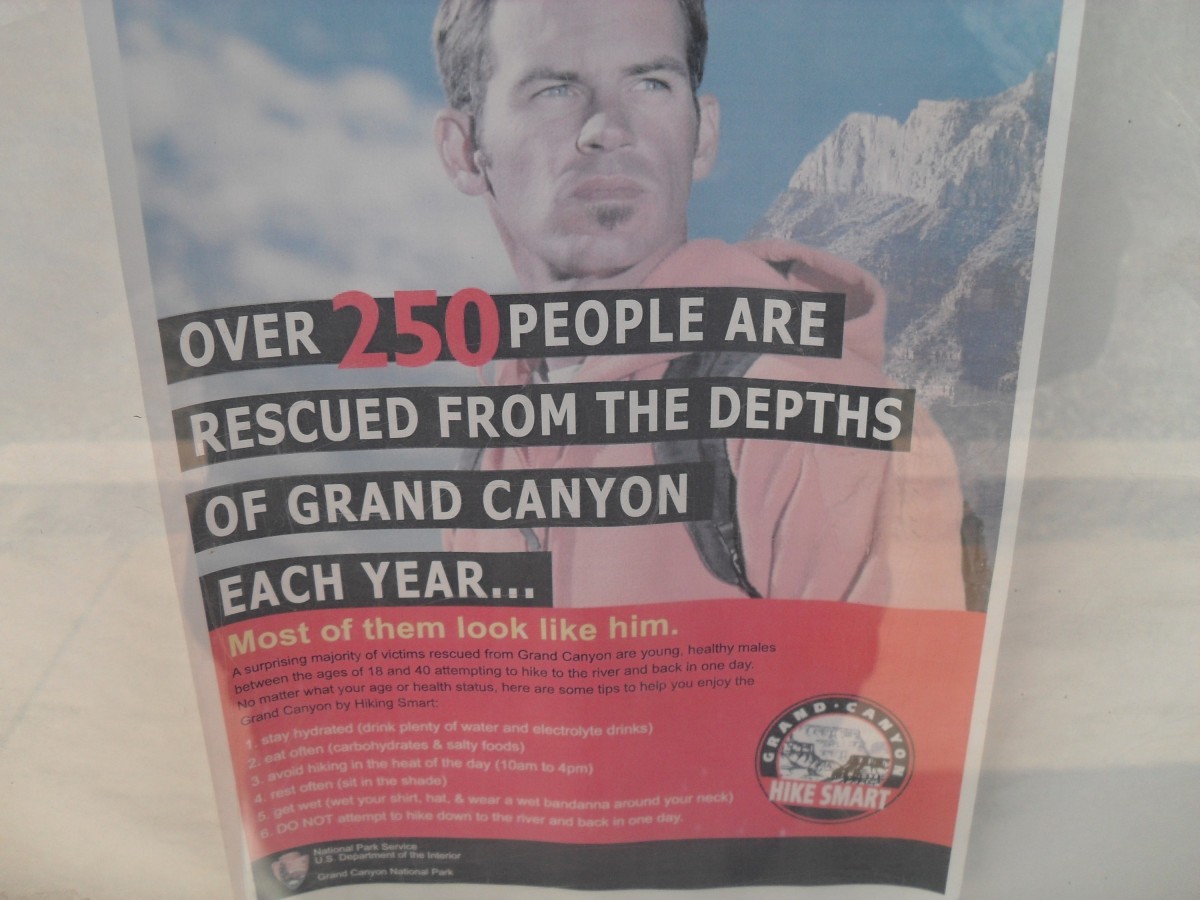 OVER 250 PEOPLE ARE
RESCUED FROM THE DEPTHS
OF GRAND CANYON
EACH YEAR...
Most of them look like him.
A surprising majority of victims rescued from Grand Canyon are young, healthy males
between the ages of 18 and 40 attempting to hike to the river and back in one day.
No matter what your age or health status, here are some tips to help you enjoy the
Grand Canyon by Hiking Smart:
1. stay hydrated (drink plenty of water and electrolyte drinks)
2. eat often (carbohydrates & salty foods)
3. avoid hiking in the heat of the day (10am to 4pm)
4. rest often (sit in the shade)
5. get wet (wet your shirt, hat, & wear a wet bandanna around your neck)
6. DO NOT attempt to hike down to the river and back in one day.
GRAND · CANYON
HIKE SMART
National Park Service
U.S. Department of the Interior
Grand Canyon National Park